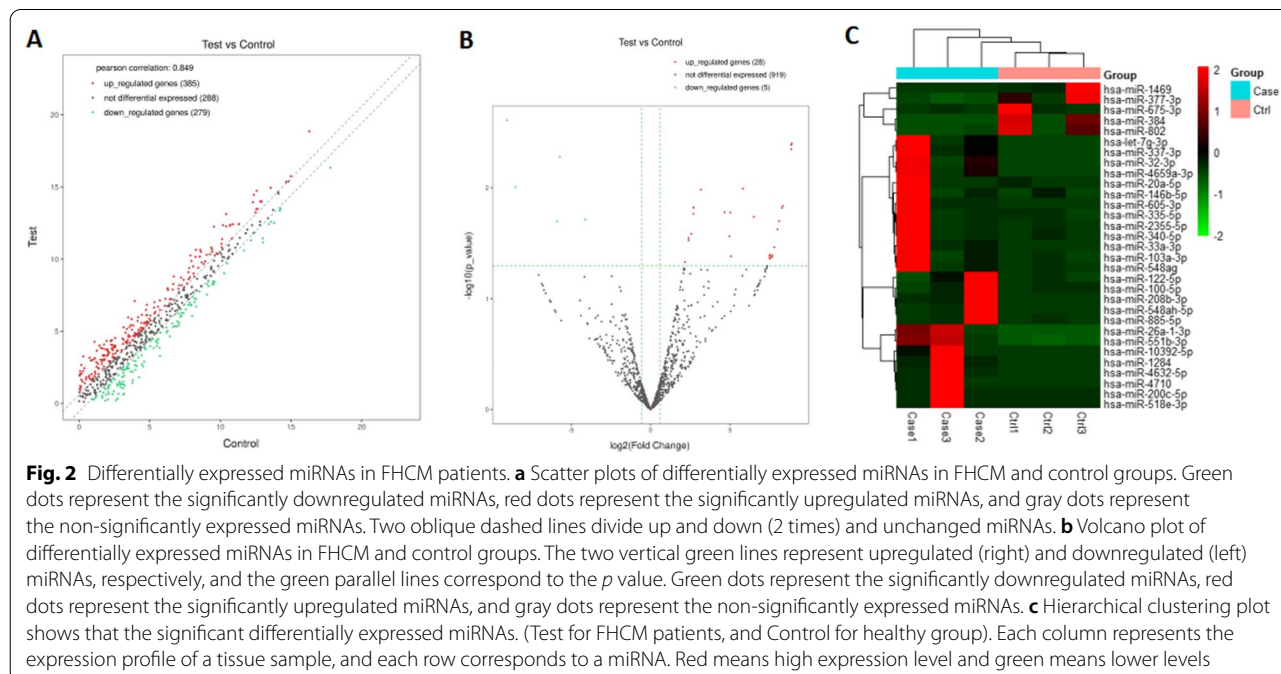 A
Test vs Control
pearson correlation: 0.849
up_regulated genes (385)
not differential expressed (288)
down_regulated genes (279)
20
15
10
5
0
Test
0
5
10
15
20
Control
B
Test vs Control
up_regulated genes (28)
not differential expressed (919)
down_regulated genes (5)
2
1
0
-log10(p_value)
-5
0
5
log2(Fold Change)
C
Group
hsa-miR-1469
hsa-miR-377-3p
hsa-miR-675-3p
hsa-miR-384
hsa-miR-802
hsa-let-7g-3p
hsa-miR-337-3p
hsa-miR-32-3p
hsa-miR-4659a-3p
hsa-miR-20a-5p
hsa-miR-146b-5p
hsa-miR-605-3p
hsa-miR-335-5p
hsa-miR-2355-5p
hsa-miR-340-5p
hsa-miR-33a-3p
hsa-miR-103a-3p
hsa-miR-548ag
hsa-miR-122-5p
hsa-miR-100-5p
hsa-miR-208b-3p
hsa-miR-548ah-5p
hsa-miR-885-5p
hsa-miR-26a-1-3p
hsa-miR-551b-3p
hsa-miR-10392-5p
hsa-miR-1284
hsa-miR-4632-5p
hsa-miR-4710
hsa-miR-200c-5p
hsa-miR-518e-3p
Case1
Case3
Case2
Ctrl1
Ctrl2
Ctrl3
2
1
0
-1
-2
Group
Case
Ctrl
Fig. 2 Differentially expressed miRNAs in FHCM patients. a Scatter plots of differentially expressed miRNAs in FHCM and control groups. Green
dots represent the significantly downregulated miRNAs, red dots represent the significantly upregulated miRNAs, and gray dots represent
the non-significantly expressed miRNAs. Two oblique dashed lines divide up and down (2 times) and unchanged miRNAs. b Volcano plot of
differentially expressed miRNAs in FHCM and control groups. The two vertical green lines represent upregulated (right) and downregulated (left)
miRNAs, respectively, and the green parallel lines correspond to the p value. Green dots represent the significantly downregulated miRNAs, red
dots represent the significantly upregulated miRNAs, and gray dots represent the non-significantly expressed miRNAs. c Hierarchical clustering plot
shows that the significant differentially expressed miRNAs. (Test for FHCM patients, and Control for healthy group). Each column represents the
expression profile of a tissue sample, and each row corresponds to a miRNA. Red means high expression level and green means lower levels